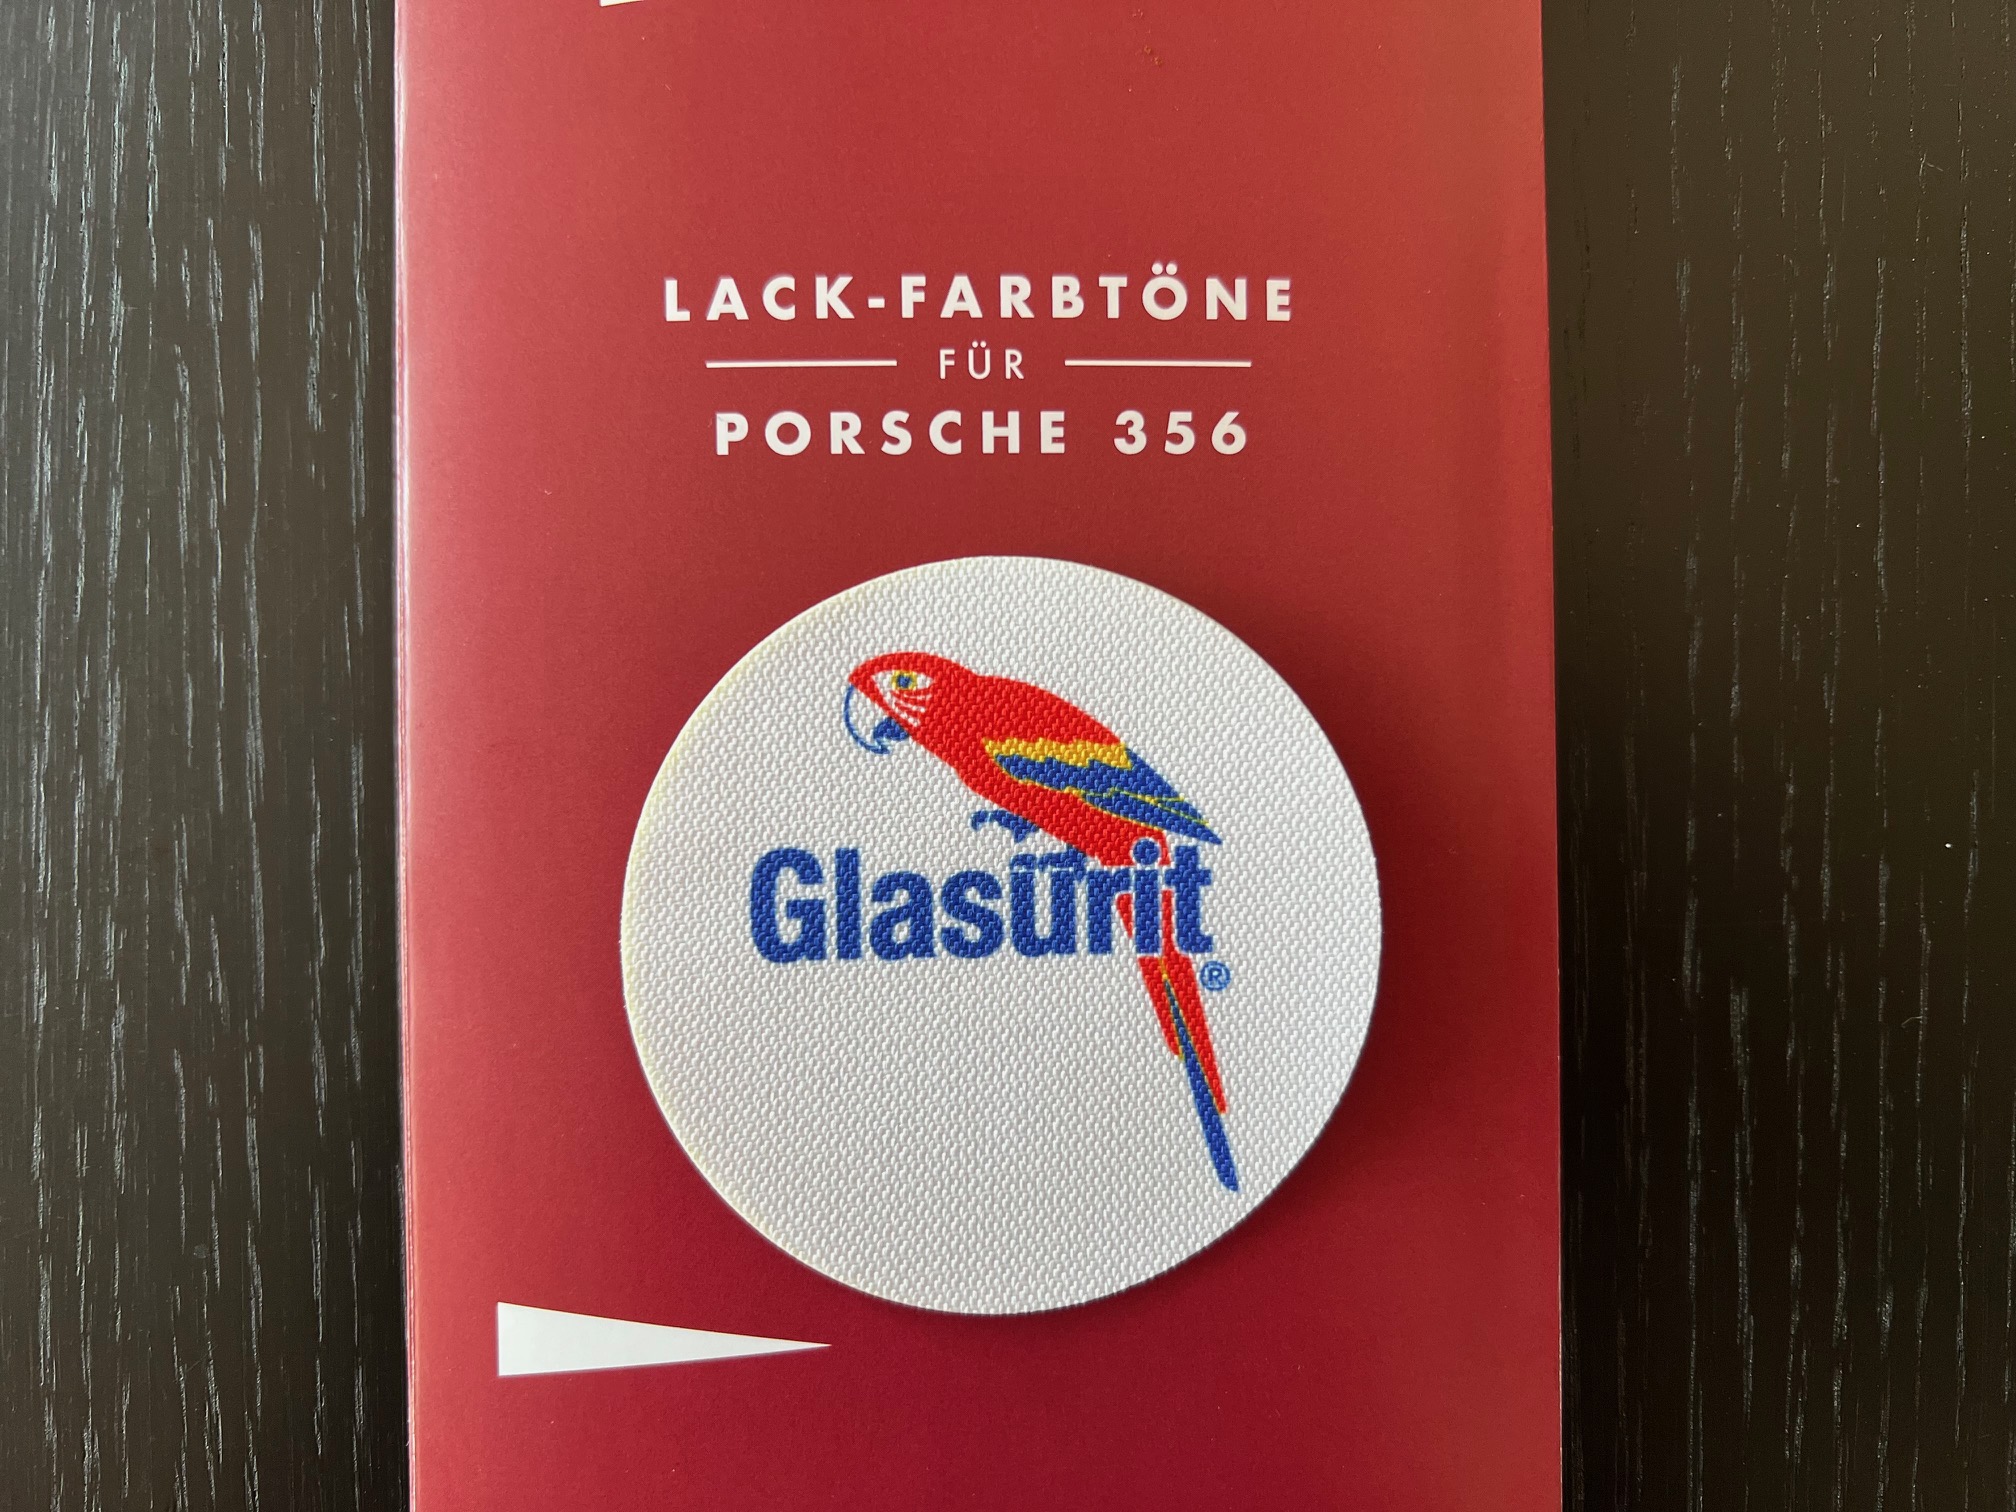 LACK-FARBTÖNE
FÜR
PORSCHE 356
Glasurit®